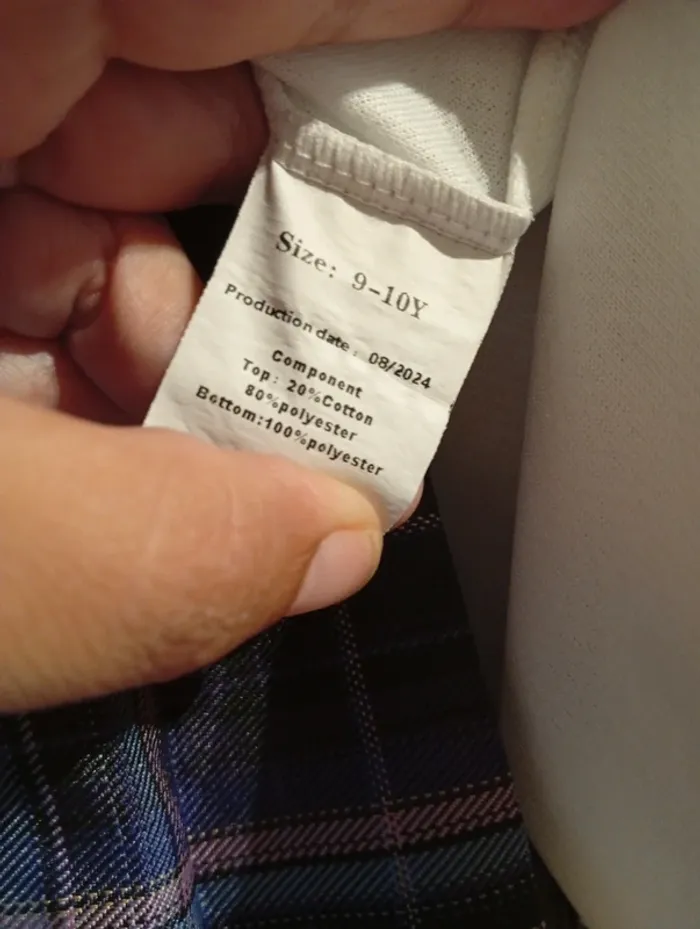 Size: 9-10Y
Production date: 08/2024
Component
Top: 20%Cotton
80%polyester
Bottom:100%polyester